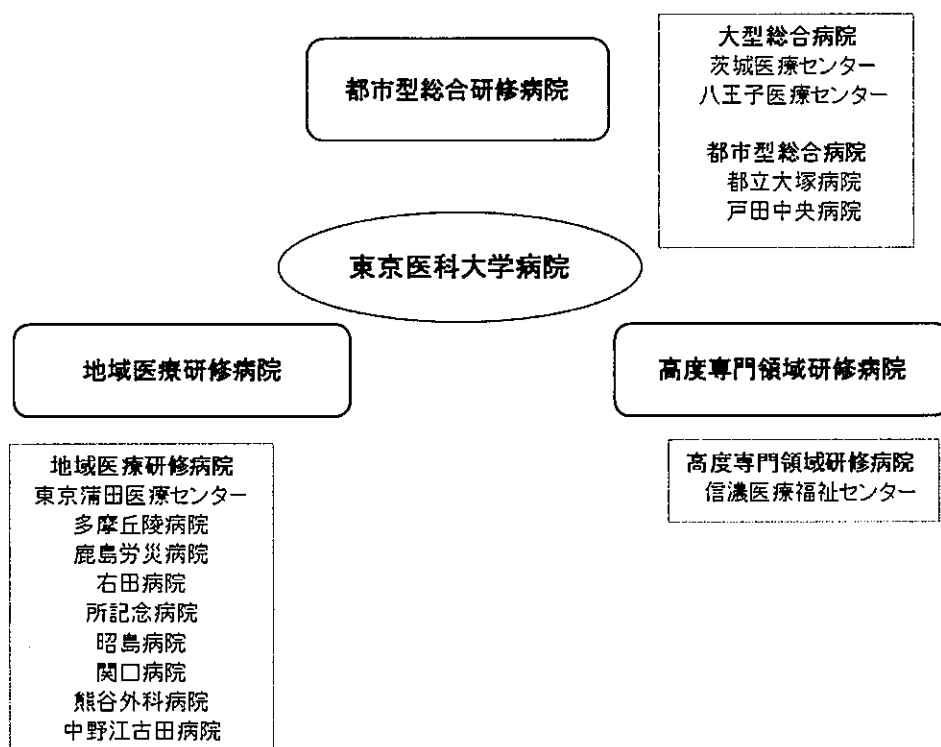 都市型総合研修病院
大型総合病院
茨城医療センター
八王子医療センター
都市型総合病院
都立大塚病院
戸田中央病院
東京医科大学病院
地域医療研修病院
高度専門領域研修病院
地域医療研修病院
東京蒲田医療センター
多摩丘陵病院
鹿島労災病院
右田病院
所記念病院
昭島病院
関口病院
熊谷外科病院
中野江古田病院
高度専門領域研修病院
信濃医療福祉センター